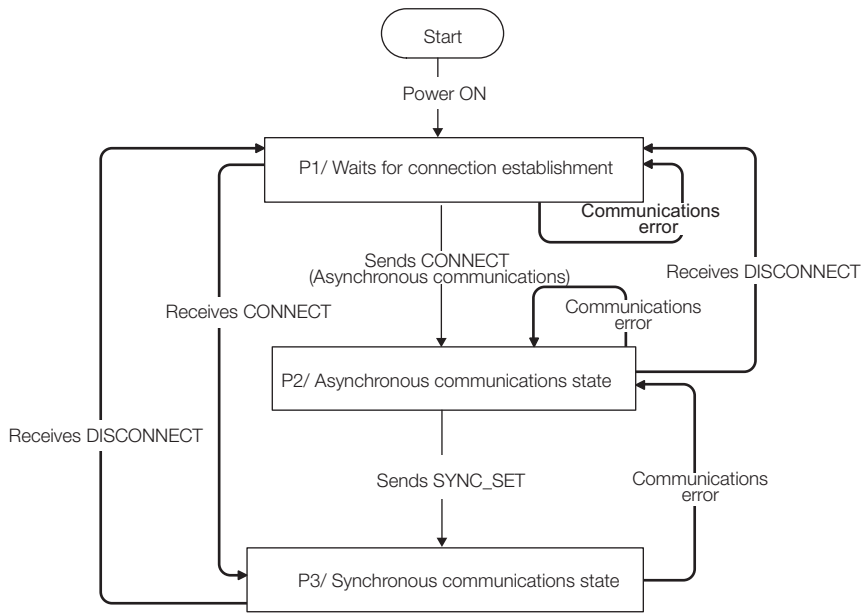 Start
Power ON
P1/ Waits for connection establishment
Communications
error
Sends CONNECT
(Asynchronous communications)
Receives DISCONNECT
Receives CONNECT
Communications
error
P2/ Asynchronous communications state
Receives DISCONNECT
Sends SYNC_SET
Communications
error
P3/ Synchronous communications state